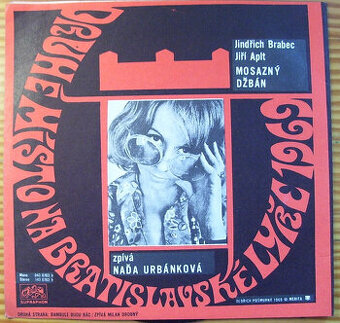 DRUHÉ MÍSTO NA BRATISLAVSKÉ LYŘE 1969
Jindřich Brabec
Jiří Aplt
MOSAZNÝ
DŽBÁN
zpívá
NAĎA URBÁNKOVÁ
SUPRAPHON
DRUHÁ STRANA: BAMBULE BUDU RÁD / ZPÍVÁ MILAN DROBNÝ